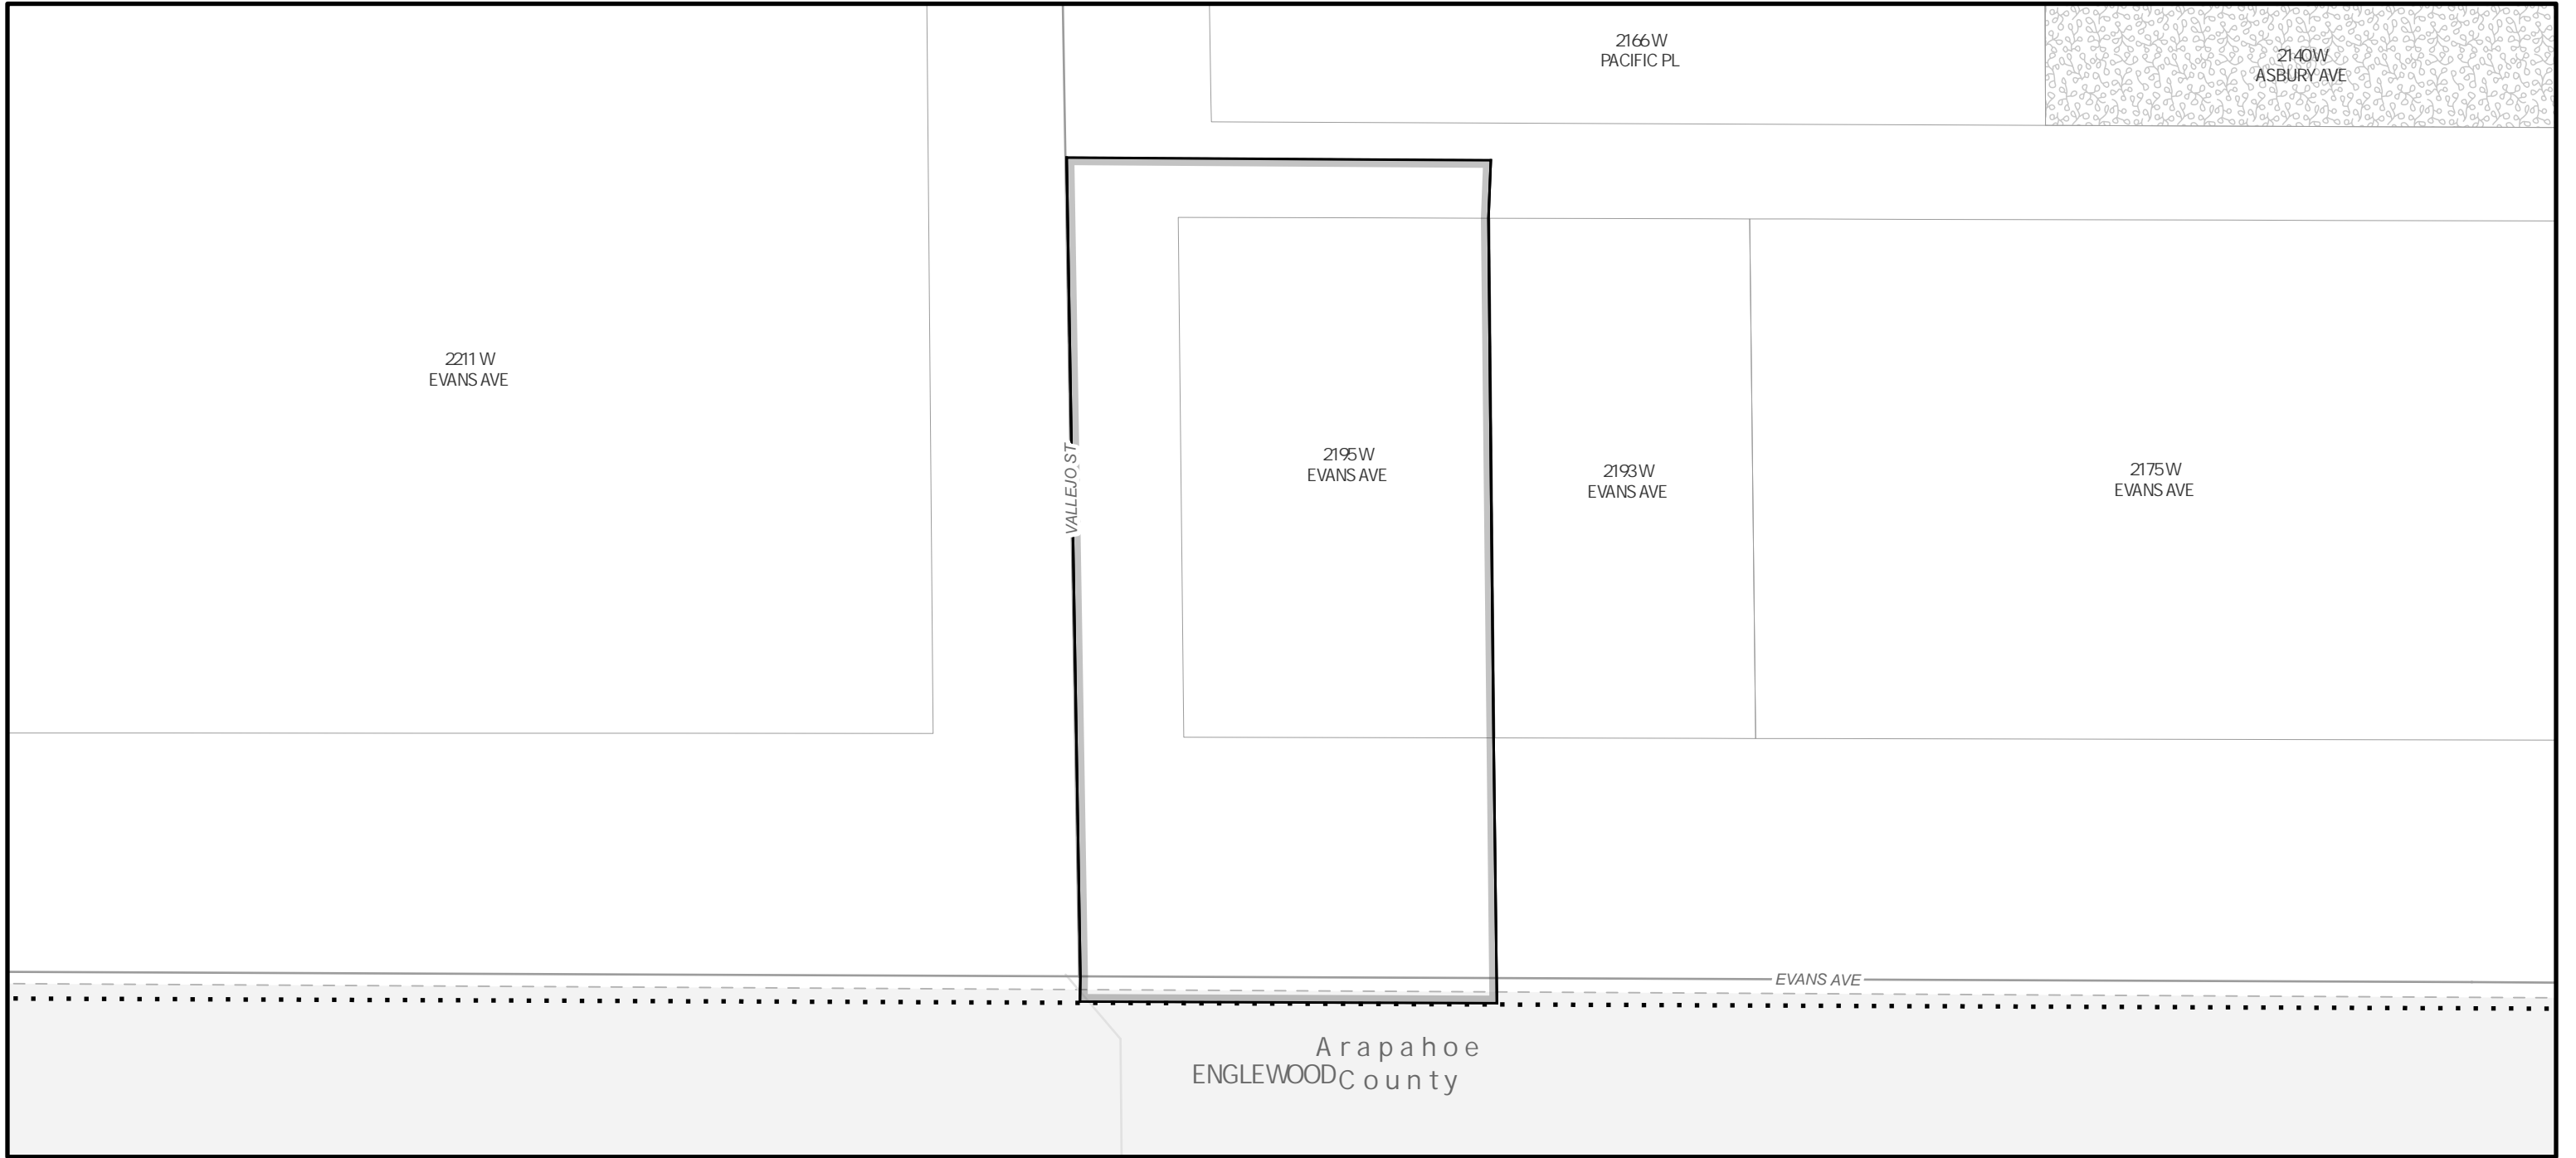 2166 W
PACIFIC PL
2140 W
ASBURY AVE
2211 W
EVANS AVE
VALLEJO ST
2195 W
EVANS AVE
2193 W
EVANS AVE
2175 W
EVANS AVE
EVANS AVE
Arapahoe
County
ENGLEWOOD